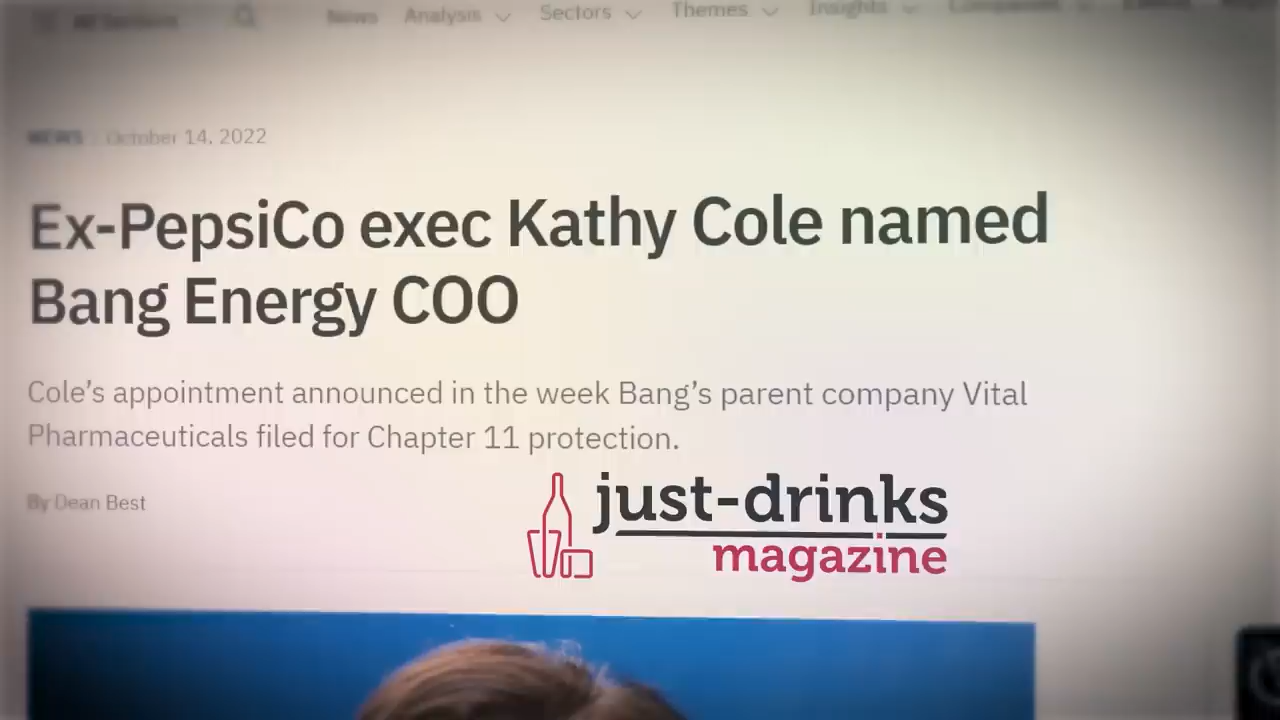 News Analysis Sectors Themes Insights
NEWS October 14, 2022
Ex-PepsiCo exec Kathy Cole named
Bang Energy COO
Cole’s appointment announced in the week Bang’s parent company Vital
Pharmaceuticals filed for Chapter 11 protection.
By Dean Best
just-drinks
magazine